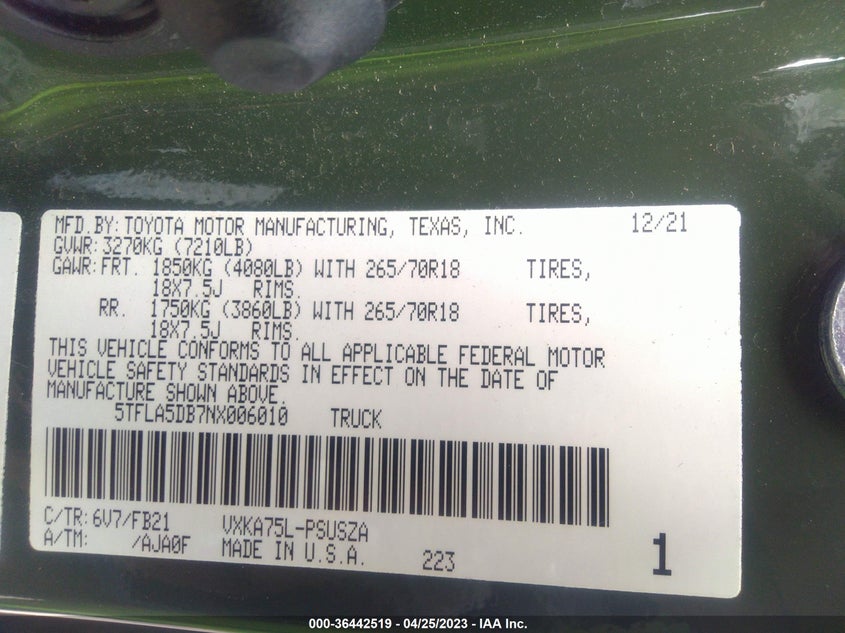 MFD.BY: TOYOTA MOTOR MANUFACTURING, TEXAS, INC. 12/21
GVWR: 3270KG (7210LB)
GAWR: FRT. 1850KG (4080LB) WITH 265/70R18 TIRES,
18X7.5J RIMS.
RR. 1750KG (3860LB) WITH 265/70R18 TIRES,
18X7.5J RIMS.
THIS VEHICLE CONFORMS TO ALL APPLICABLE FEDERAL MOTOR
VEHICLE SAFETY STANDARDS IN EFFECT ON THE DATE OF
MANUFACTURE SHOWN ABOVE.
5TFLA5DB7NX006010 TRUCK
C/TR: 6V7/FB21 VXKA75L-PSUSZA
A/TM: /AJA0F MADE IN U.S.A. 223 1
000-36442519 - 04/25/2023 - IAA Inc.